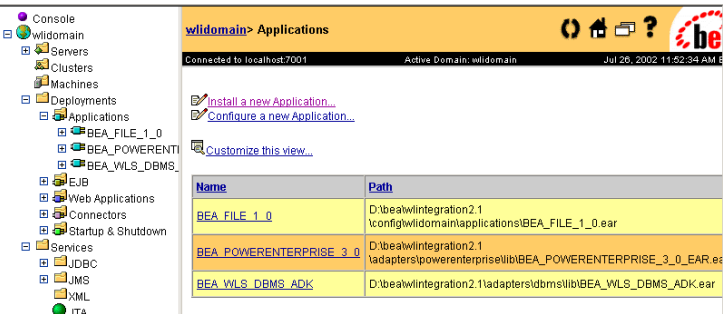 Console
wlidomain
Servers
Clusters
Machines
Deployments
Applications
BEA_FILE_1_0
BEA_POWERENTI
BEA_WLS_DBMS_
EJB
Web Applications
Connectors
Startup & Shutdown
Services
JDBC
JMS
XML
JTA
wlidomain> Applications
?
be
Connected to localhost:7001 Active Domain: wlidomain Jul 26, 2002 11:52:34 AM E
Install a new Application...
Configure a new Application...
Customize this view...
Name Path
BEA_FILE_1_0 D:\bea\wlintegration2.1
\config\wlidomain\applications\BEA_FILE_1_0.ear
BEA_POWERENTERPRISE_3_0 D:\bea\wlintegration2.1
\adapters\powerenterprise\lib\BEA_POWERENTERPRISE_3_0_EAR.ea
BEA_WLS_DBMS_ADK D:\bea\wlintegration2.1\adapters\dbms\lib\BEA_WLS_DBMS_ADK.ear